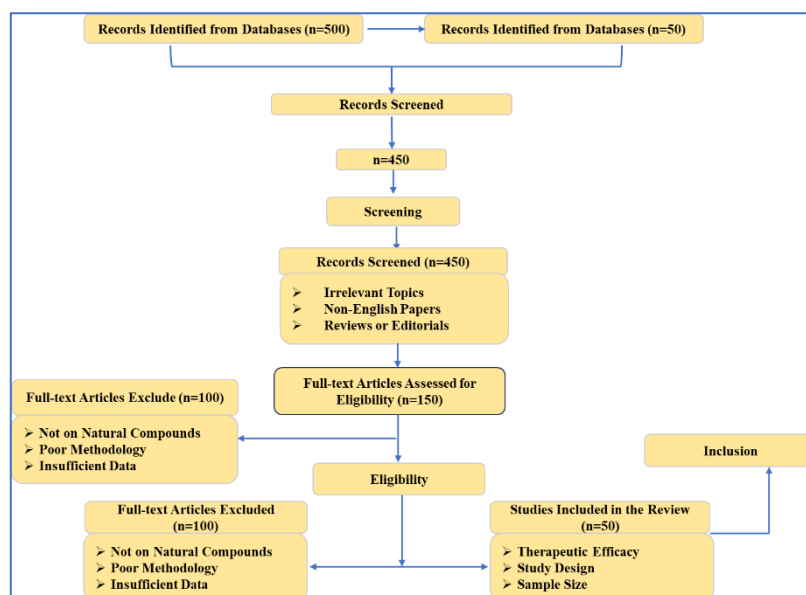 Records Identified from Databases (n=500)
Records Identified from Databases (n=50)
Records Screened
n=450
Screening
Records Screened (n=450)
➢ Irrelevant Topics
➢ Non-English Papers
➢ Reviews or Editorials
Full-text Articles Assessed for
Eligibility (n=150)
Full-text Articles Exclude (n=100)
➢ Not on Natural Compounds
➢ Poor Methodology
➢ Insufficient Data
Inclusion
Eligibility
Full-text Articles Excluded
(n=100)
➢ Not on Natural Compounds
➢ Poor Methodology
➢ Insufficient Data
Studies Included in the Review
(n=50)
➢ Therapeutic Efficacy
➢ Study Design
➢ Sample Size